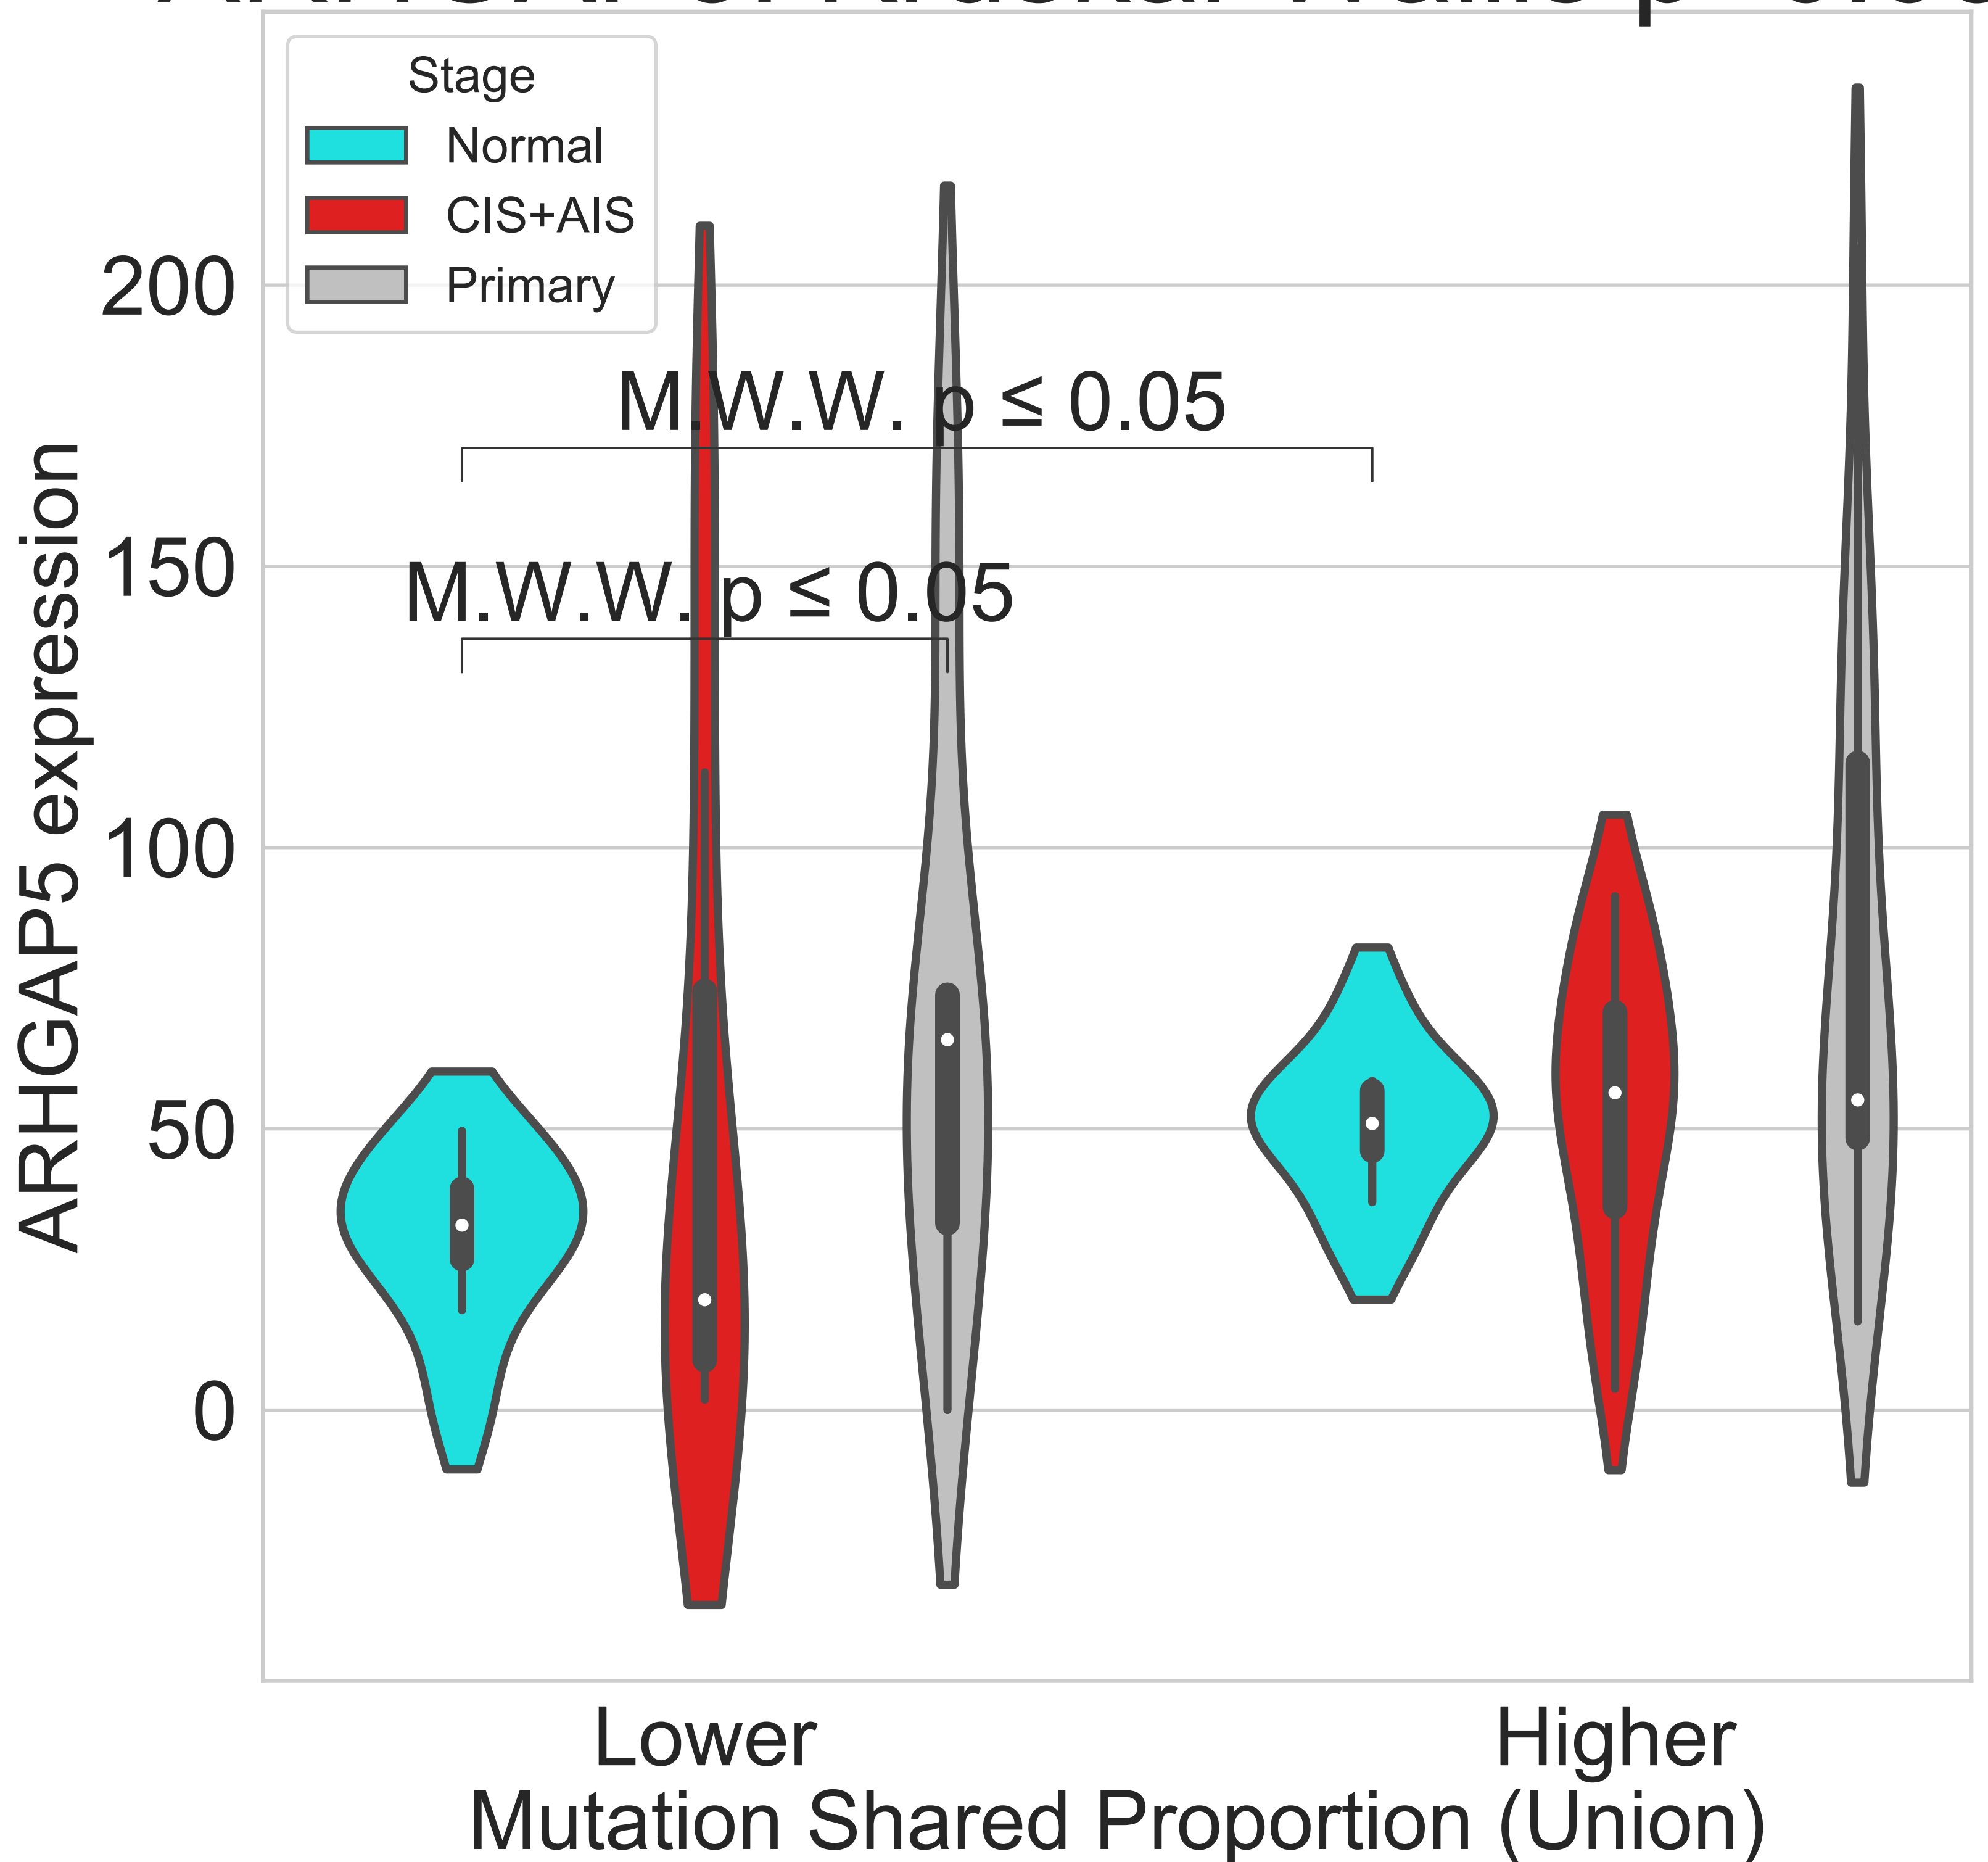 Stage
Normal
CIS+AIS
Primary
M.W.W. p ≤ 0.05
M.W.W. p ≤ 0.05
200
150
100
50
0
ARHGAP5 expression
Lower
Higher
Mutation Shared Proportion (Union)